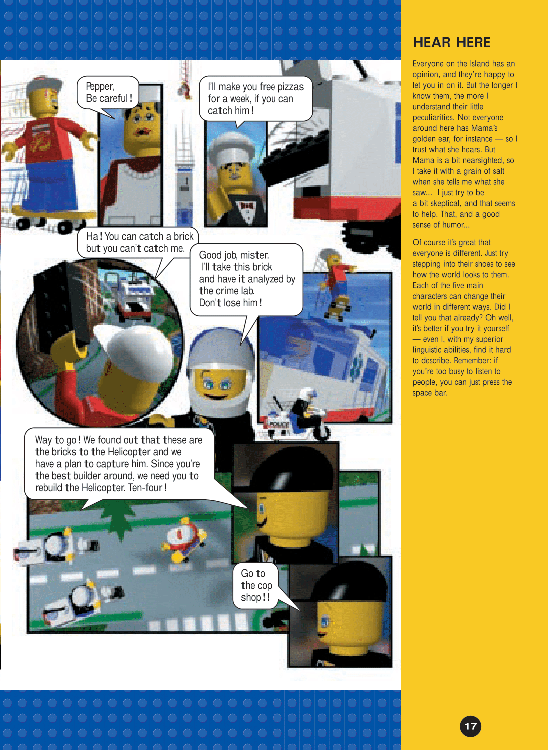 Pepper,
Be careful!
I'll make you free pizzas
for a week, if you can
catch him!
Ha! You can catch a brick
but you can't catch me.
Good job, mister.
I'll take this brick
and have it analyzed by
the crime lab.
Don't lose him!
POLICE
Way to go! We found out that these are
the bricks to the Helicopter and we
have a plan to capture him. Since you're
the best builder around, we need you to
rebuild the Helicopter. Ten-four!
Go to
the cop
shop!!
HEAR HERE
Everyone on the Island has an
opinion, and they're happy to
let you in on it. But the longer I
know them, the more I
understand their little
peculiarities. Not everyone
around here has Mama's
golden ear, for instance — so I
trust what she hears. But
Mama is a bit nearsighted, so
I take it with a grain of salt
when she tells me what she
saw... I just try to be
a bit skeptical, and that seems
to help. That, and a good
sense of humor...
Of course it's great that
everyone is different. Just try
stepping into their shoes to see
how the world looks to them.
Each of the five main
characters can change their
world in different ways. Did I
tell you that already? Oh well,
it's better if you try it yourself
— even I, with my superior
linguistic abilities, find it hard
to describe. Remember: if
you're too busy to listen to
people, you can just press the
space bar.
17